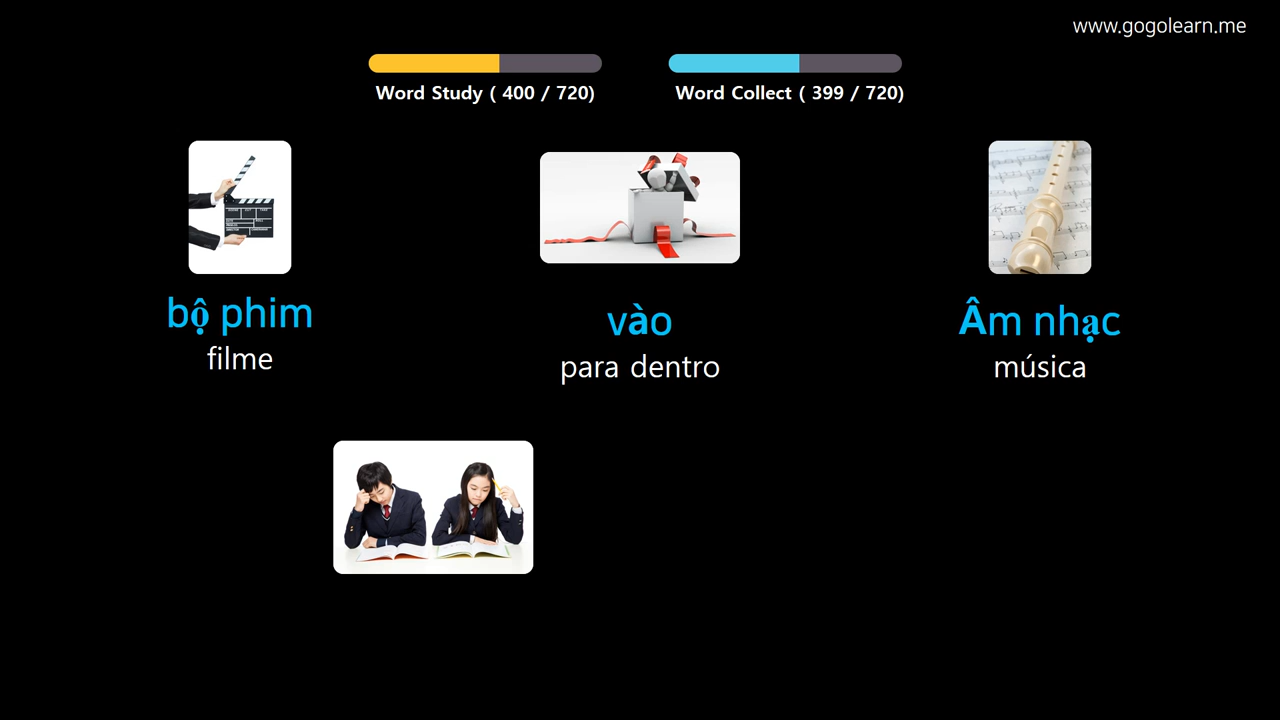 www.gogolearn.me
Word Study ( 400 / 720)
Word Collect ( 399 / 720)
bộ phim
filme
vào
para dentro
Âm nhạc
música